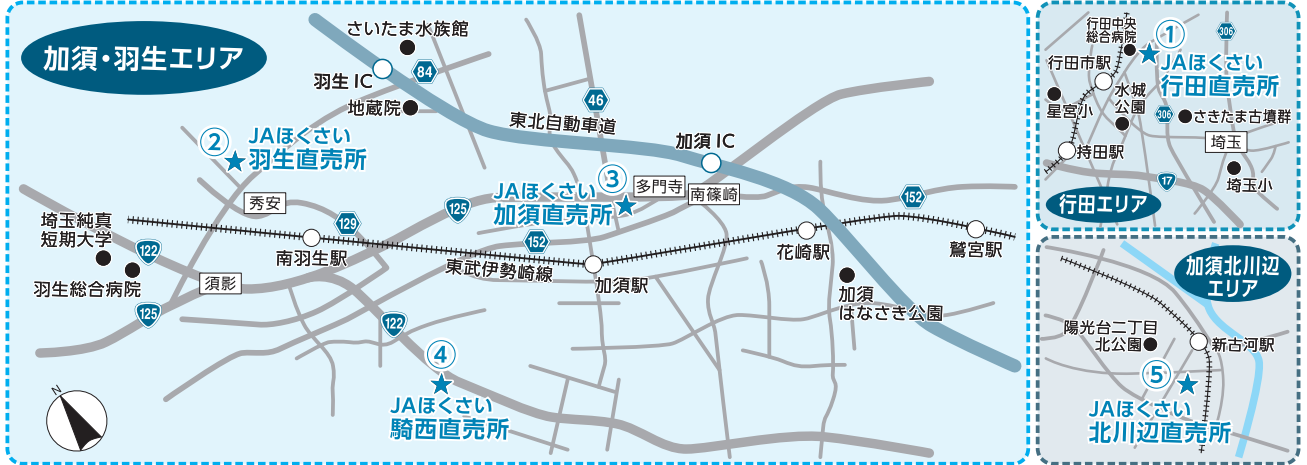 加須・羽生エリア
さいたま水族館
羽生IC
84
地蔵院
46
東北自動車道
加須IC
②
JAほくさい
羽生直売所
③
JAほくさい
加須直売所
多門寺
南篠崎
秀安
129
125
152
152
埼玉純真
短期大学
122
南羽生駅
東武伊勢崎線
加須駅
花崎駅
鷲宮駅
羽生総合病院
須影
125
122
加須
はなさき公園
④
JAほくさい
騎西直売所
N
行田中央
総合病院
①
306
JAほくさい
行田直売所
行田市駅
水城
公園
星宮小
306
さきたま古墳群
持田駅
埼玉
17
埼玉小
行田エリア
加須北川辺
エリア
陽光台二丁目
北公園
新古河駅
⑤
JAほくさい
北川辺直売所